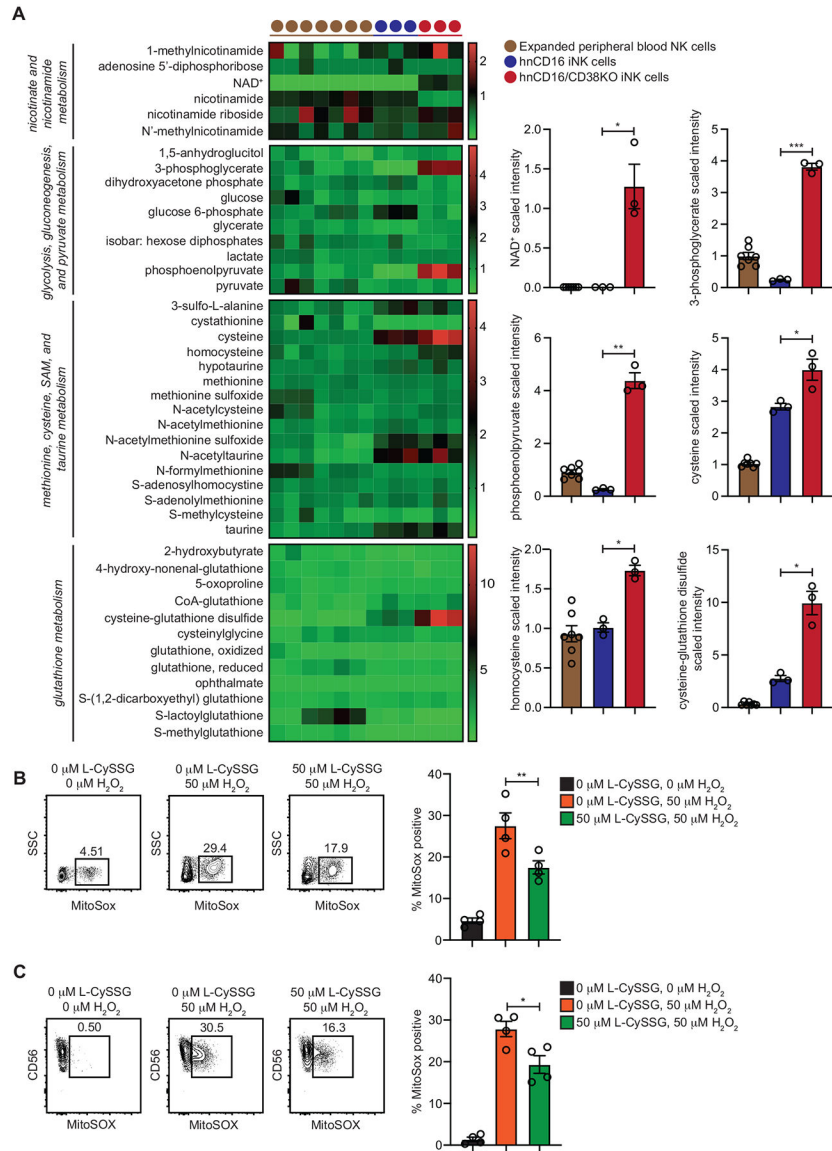 A
Expanded peripheral blood NK cells
hnCD16 iNK cells
hnCD16/CD38KO iNK cells
nicotinate and
nicotinamide
metabolism
1-methylnicotinamide
adenosine 5'-diphosphoribose
NAD⁺
nicotinamide
nicotinamide riboside
N'-methylnicotinamide
2
1
glycolysis, gluconeogenesis,
and pyruvate metabolism
1,5-anhydroglucitol
3-phosphoglycerate
dihydroxyacetone phosphate
glucose
glucose 6-phosphate
glycerate
isobar: hexose diphosphates
lactate
phosphoenolpyruvate
pyruvate
4
3
2
1
methionine, cysteine, SAM, and
taurine metabolism
3-sulfo-L-alanine
cystathionine
cysteine
homocysteine
hypotaurine
methionine
methionine sulfoxide
N-acetylcysteine
N-acetylmethionine
N-acetylmethionine sulfoxide
N-acetyltaurine
N-formylmethionine
S-adenosylhomocystine
S-adenolylmethionine
S-methylcysteine
taurine
4
3
2
1
glutathione metabolism
2-hydroxybutyrate
4-hydroxy-nonenal-glutathione
5-oxoproline
CoA-glutathione
cysteine-glutathione disulfide
cysteinylglycine
glutathione, oxidized
glutathione, reduced
ophthalmate
S-(1,2-dicarboxyethyl) glutathione
S-lactoylglutathione
S-methylglutathione
10
5
NAD⁺ scaled intensity
2.0
1.5
1.0
0.5
0.0
*
3-phosphoglycerate scaled intensity
5
4
3
2
1
0
***
phosphoenolpyruvate scaled intensity
6
4
2
0
**
cysteine scaled intensity
5
4
3
2
1
0
*
homocysteine scaled intensity
2.0
1.5
1.0
0.5
0.0
*
cysteine-glutathione disulfide
scaled intensity
15
10
5
0
*
B
0 μM L-CySSG
0 μM H₂O₂
0 μM L-CySSG
50 μM H₂O₂
50 μM L-CySSG
50 μM H₂O₂
SSC
4.51
MitoSox
SSC
29.4
MitoSox
SSC
17.9
MitoSox
% MitoSox positive
40
30
20
10
0
**
0 μM L-CySSG, 0 μM H₂O₂
0 μM L-CySSG, 50 μM H₂O₂
50 μM L-CySSG, 50 μM H₂O₂
C
0 μM L-CySSG
0 μM H₂O₂
0 μM L-CySSG
50 μM H₂O₂
50 μM L-CySSG
50 μM H₂O₂
CD56
0.50
MitoSOX
CD56
30.5
MitoSOX
CD56
16.3
MitoSOX
% MitoSox positive
40
30
20
10
0
*
0 μM L-CySSG, 0 μM H₂O₂
0 μM L-CySSG, 50 μM H₂O₂
50 μM L-CySSG, 50 μM H₂O₂